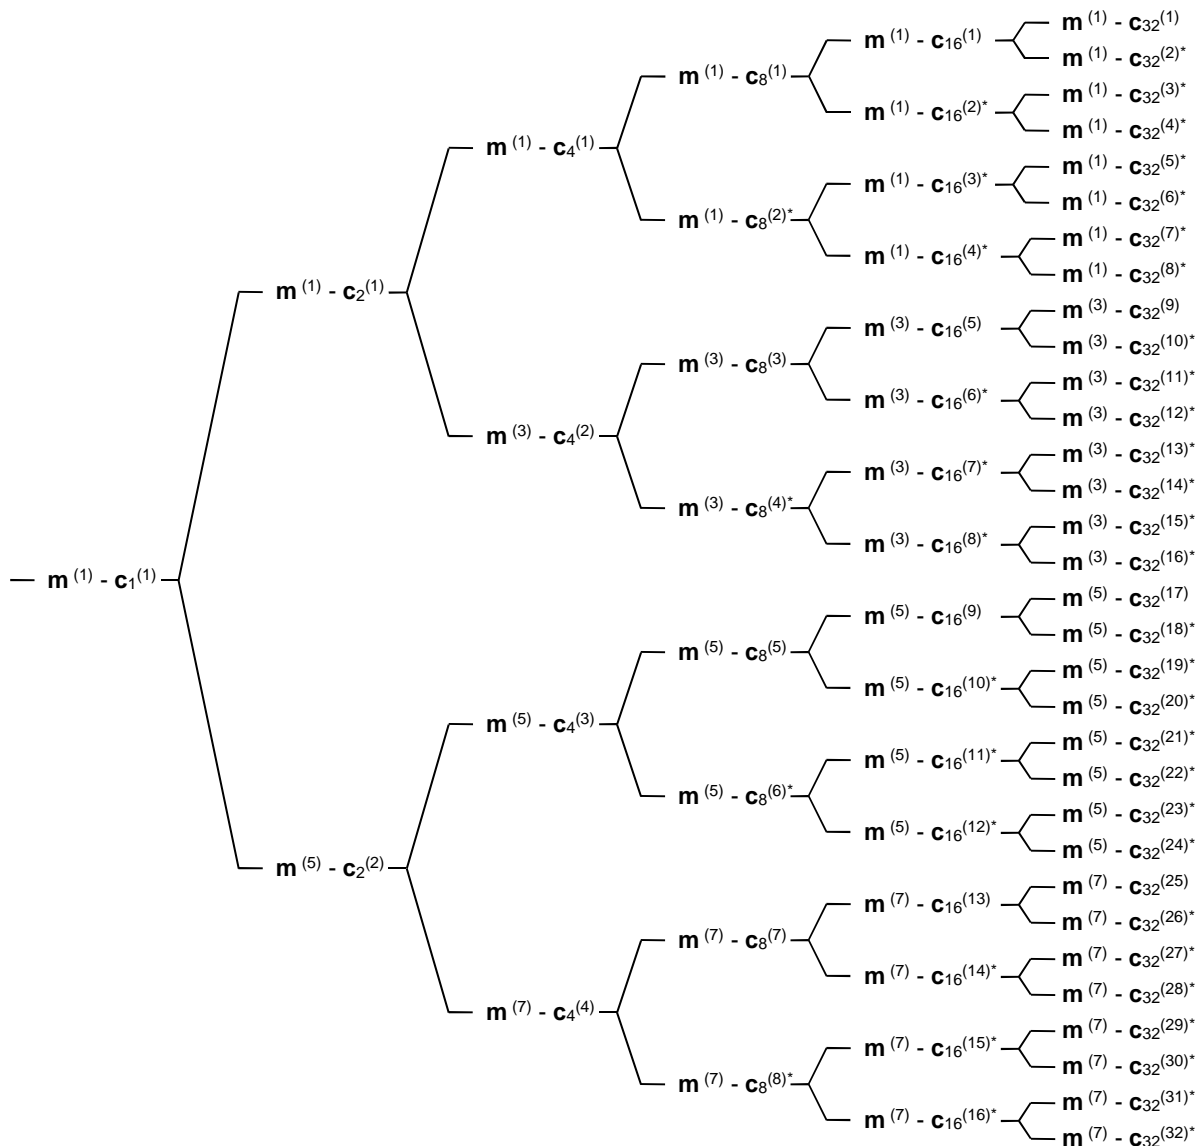 m (1) - c1(1)
m (1) - c2(1)
m (5) - c2(2)
m (1) - c4(1)
m (3) - c4(2)
m (5) - c4(3)
m (7) - c4(4)
m (1) - c8(1)
m (1) - c8(2)*
m (3) - c8(3)
m (3) - c8(4)*
m (5) - c8(5)
m (5) - c8(6)*
m (7) - c8(7)
m (7) - c8(8)*
m (1) - c16(1)
m (1) - c16(2)*
m (1) - c16(3)*
m (1) - c16(4)*
m (3) - c16(5)
m (3) - c16(6)*
m (3) - c16(7)*
m (3) - c16(8)*
m (5) - c16(9)
m (5) - c16(10)*
m (5) - c16(11)*
m (5) - c16(12)*
m (7) - c16(13)
m (7) - c16(14)*
m (7) - c16(15)*
m (7) - c16(16)*
m (1) - c32(1)
m (1) - c32(2)*
m (1) - c32(3)*
m (1) - c32(4)*
m (1) - c32(5)*
m (1) - c32(6)*
m (1) - c32(7)*
m (1) - c32(8)*
m (3) - c32(9)
m (3) - c32(10)*
m (3) - c32(11)*
m (3) - c32(12)*
m (3) - c32(13)*
m (3) - c32(14)*
m (3) - c32(15)*
m (3) - c32(16)*
m (5) - c32(17)
m (5) - c32(18)*
m (5) - c32(19)*
m (5) - c32(20)*
m (5) - c32(21)*
m (5) - c32(22)*
m (5) - c32(23)*
m (5) - c32(24)*
m (7) - c32(25)
m (7) - c32(26)*
m (7) - c32(27)*
m (7) - c32(28)*
m (7) - c32(29)*
m (7) - c32(30)*
m (7) - c32(31)*
m (7) - c32(32)*